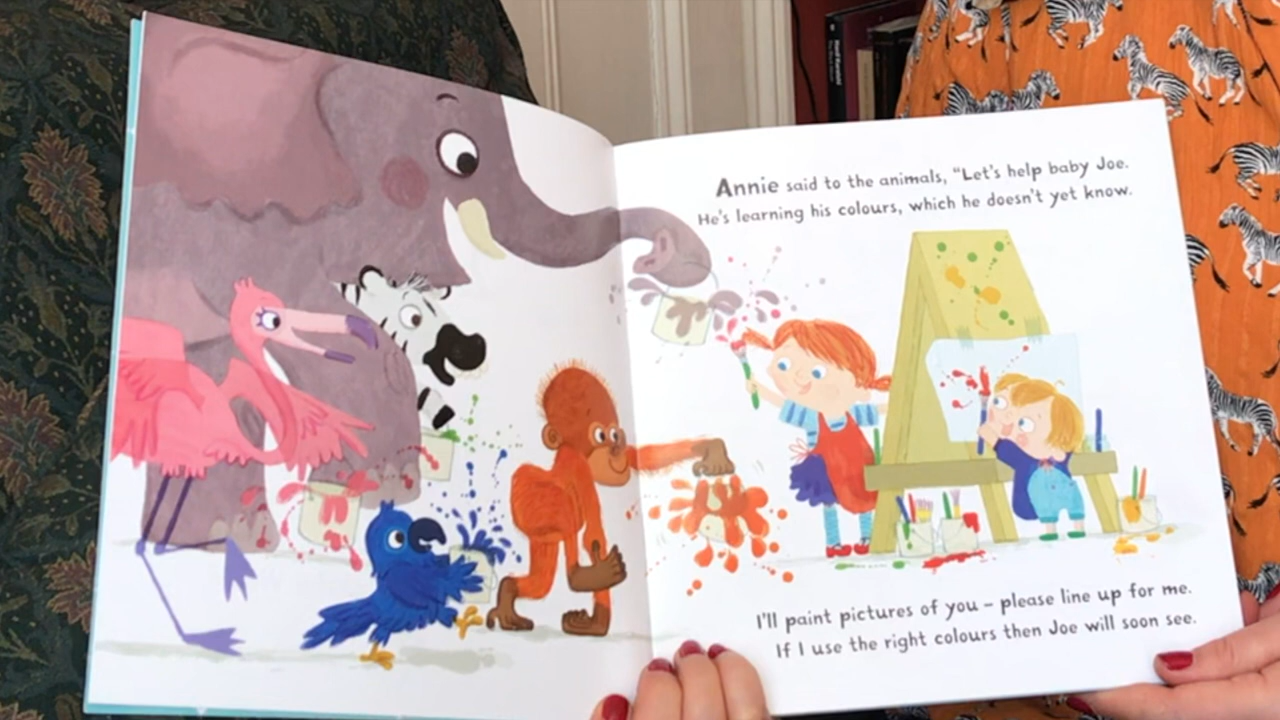 Annie said to the animals, “Let's help baby Joe.
He's learning his colours, which he doesn't yet know.
I'll paint pictures of you – please line up for me.
If I use the right colours then Joe will soon see.